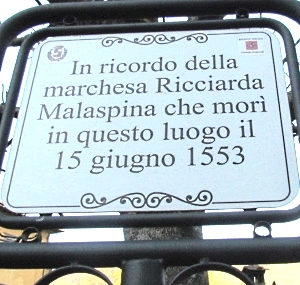 In ricordo della
marchesa Ricciarda
Malaspina che morì
in questo luogo il
15 giugno 1553